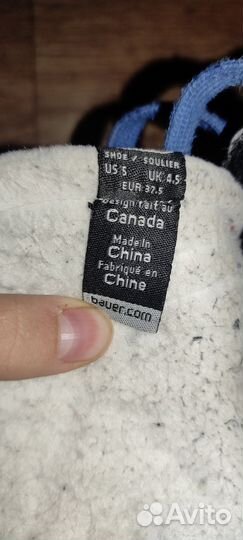 SHOE / SOULIER
US 5 UK 4.5
EUR 37.5
Design fait au
Canada
Made in
China
Fabriqué en
Chine
bauer.com
Avito